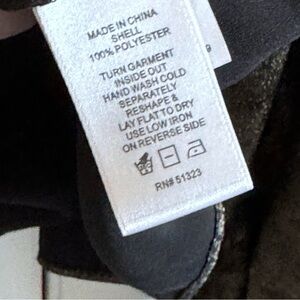 MADE IN CHINA
SHELL
100% POLYESTER
TURN GARMENT
INSIDE OUT
HAND WASH COLD
SEPARATELY
RESHAPE &
LAY FLAT TO DRY
USE LOW IRON
ON REVERSE SIDE
RN# 51323
9